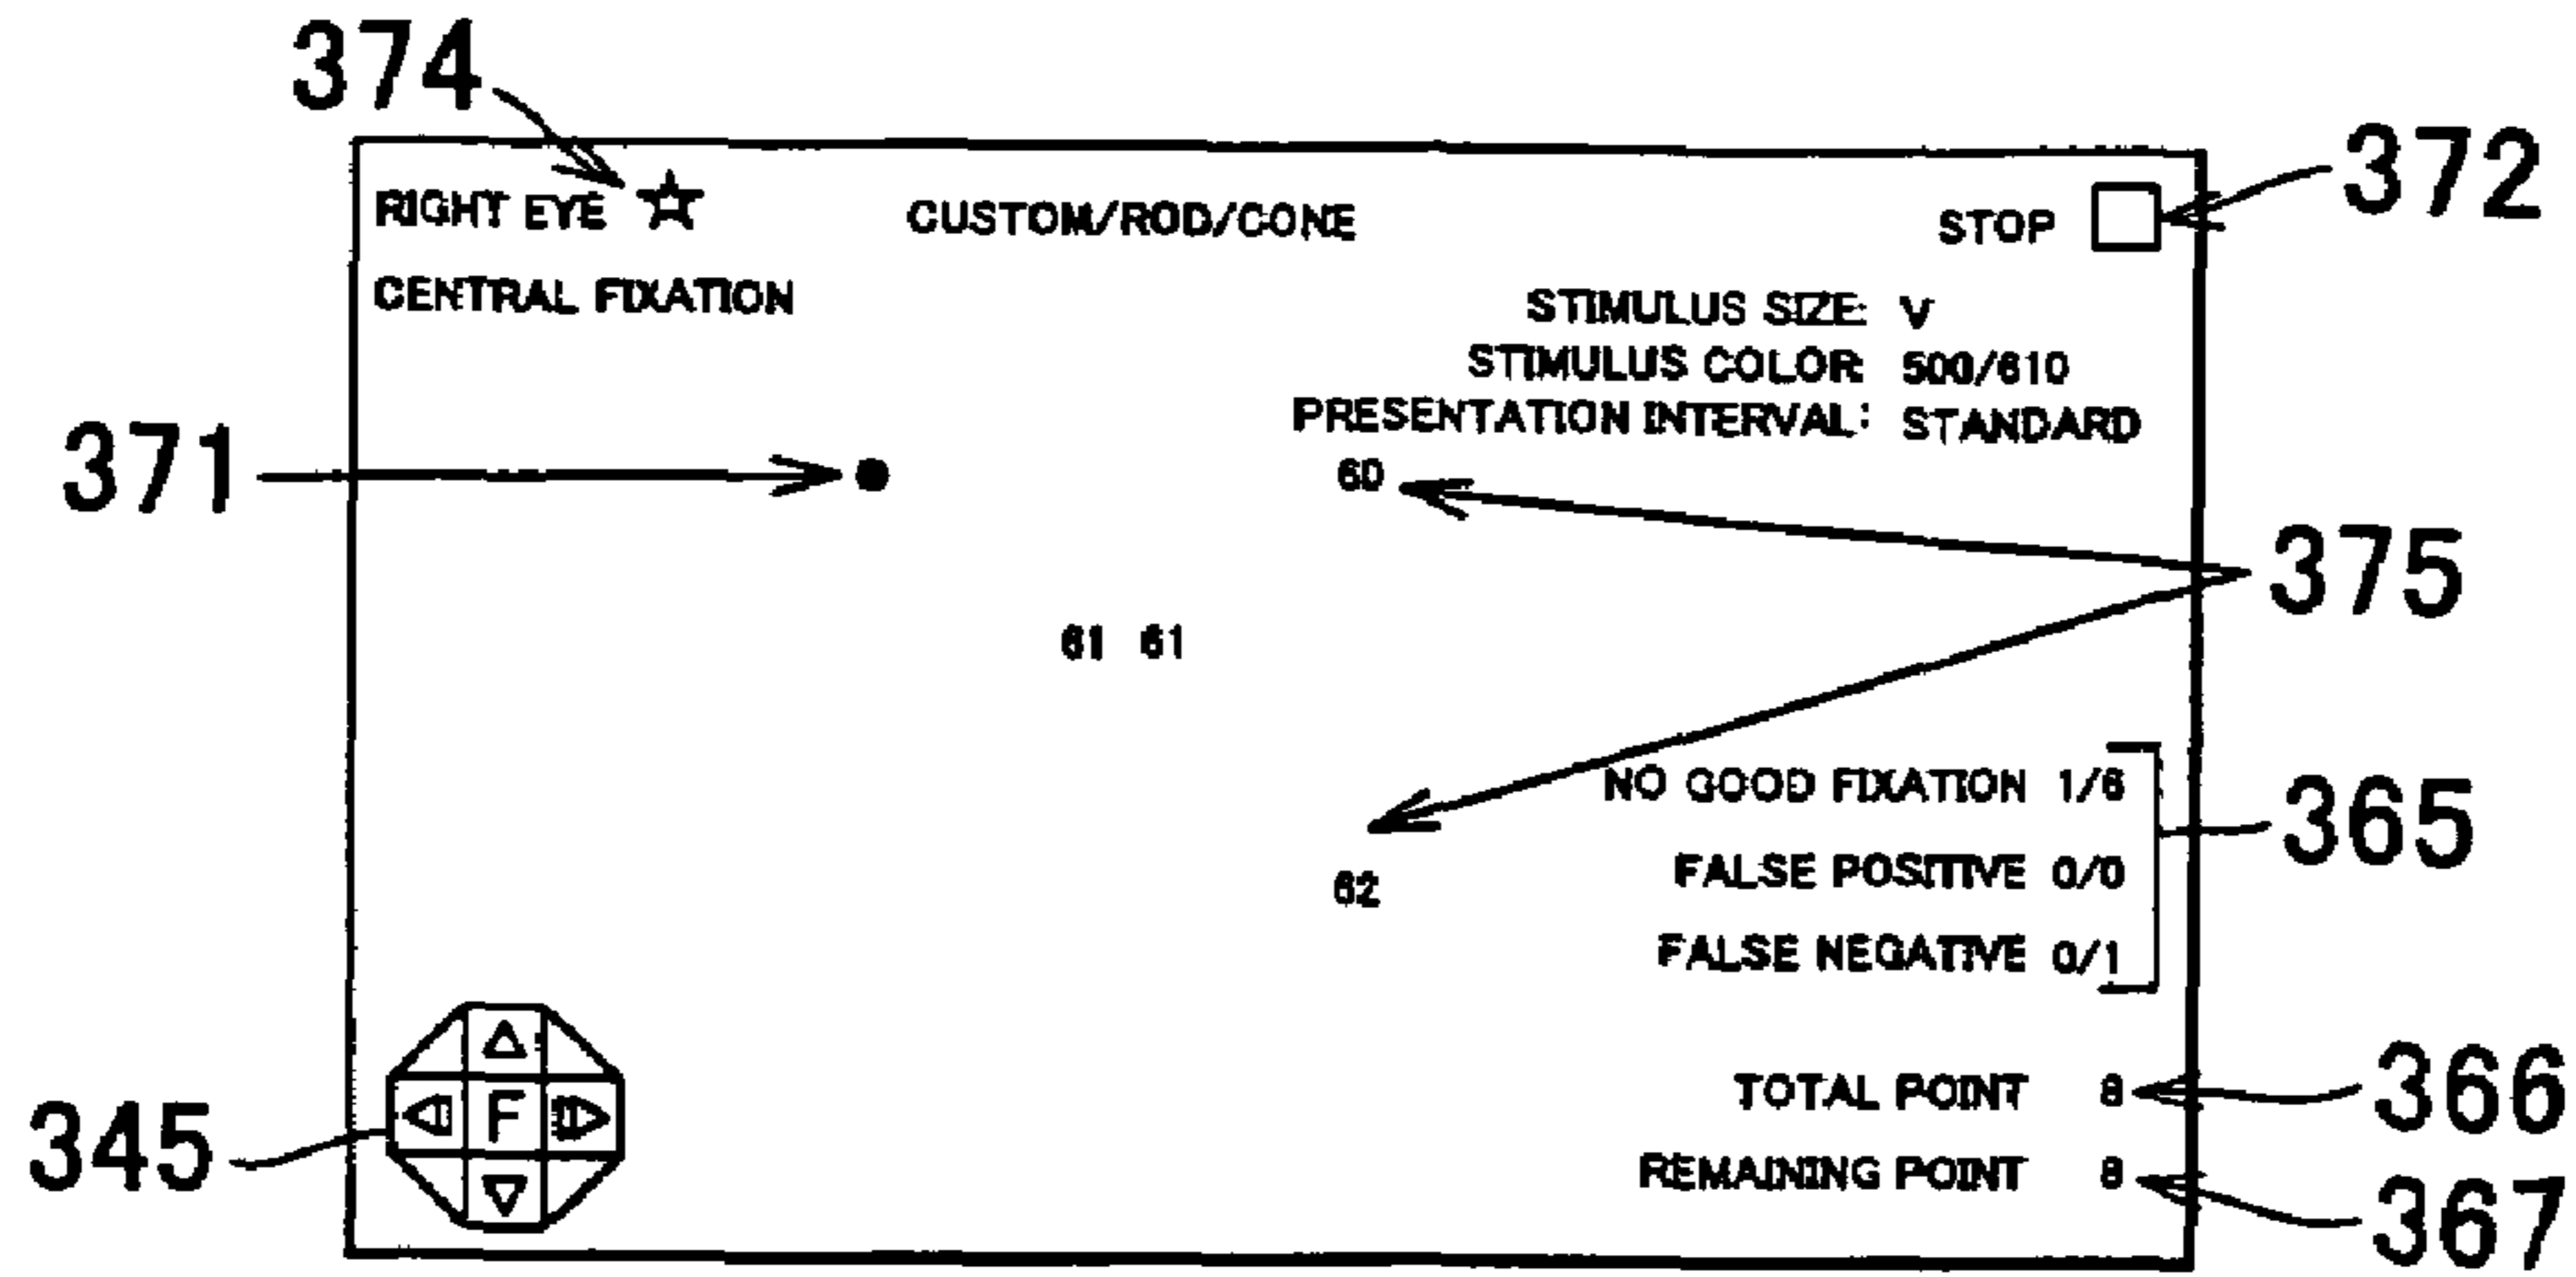 374
RIGHT EYE ☆ CUSTOM/ROD/CONE STOP 372
CENTRAL FIXATION
STIMULUS SIZE: V
STIMULUS COLOR: 500/610
PRESENTATION INTERVAL: STANDARD
371 60
375
61 61
NO GOOD FIXATION 1/6
365
62 FALSE POSITIVE 0/0
FALSE NEGATIVE 0/1
TOTAL POINT 8 366
345 F
REMAINING POINT 8 367